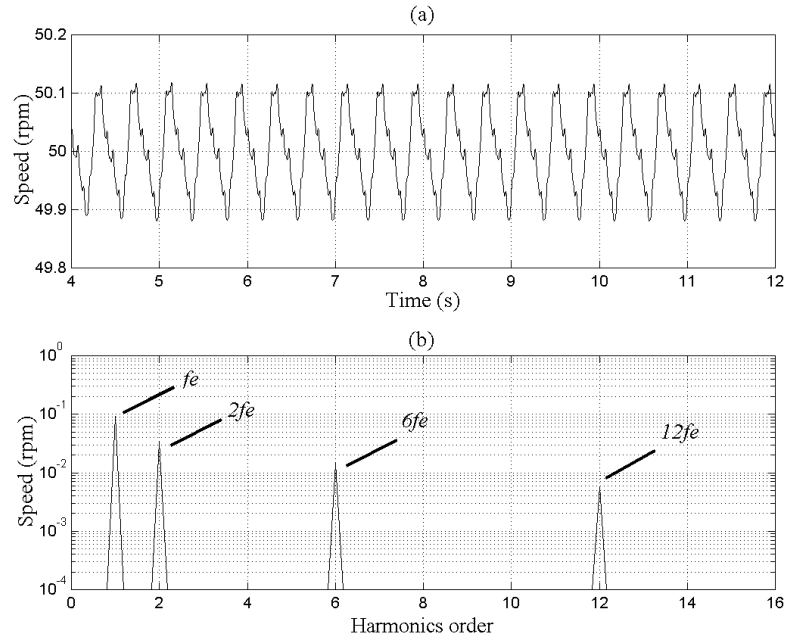 (a)
Speed (rpm)
50.2
50.1
50
49.9
49.8
4 5 6 7 8 9 10 11 12
Time (s)
(b)
Speed (rpm)
10^0
10^-1
10^-2
10^-3
10^-4
fe
2fe
6fe
12fe
0 2 4 6 8 10 12 14 16
Harmonics order